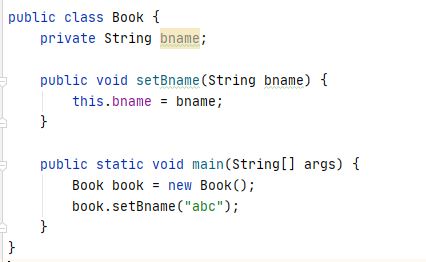 public class Book {
    private String bname;

    public void setBname(String bname) {
        this.bname = bname;
    }

    public static void main(String[] args) {
        Book book = new Book();
        book.setBname("abc");
    }
}